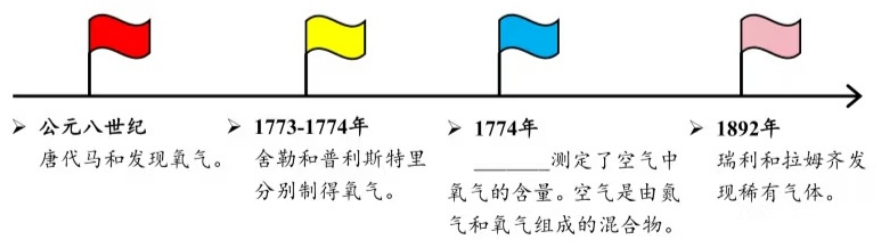 ➢ 公元八世纪
唐代马和发现氧气。
➢ 1773-1774年
舍勒和普利斯特里
分别制得氧气。
➢ 1774年
______测定了空气中
氧气的含量。空气是由氮
气和氧气组成的混合物。
➢ 1892年
瑞利和拉姆齐发
现稀有气体。